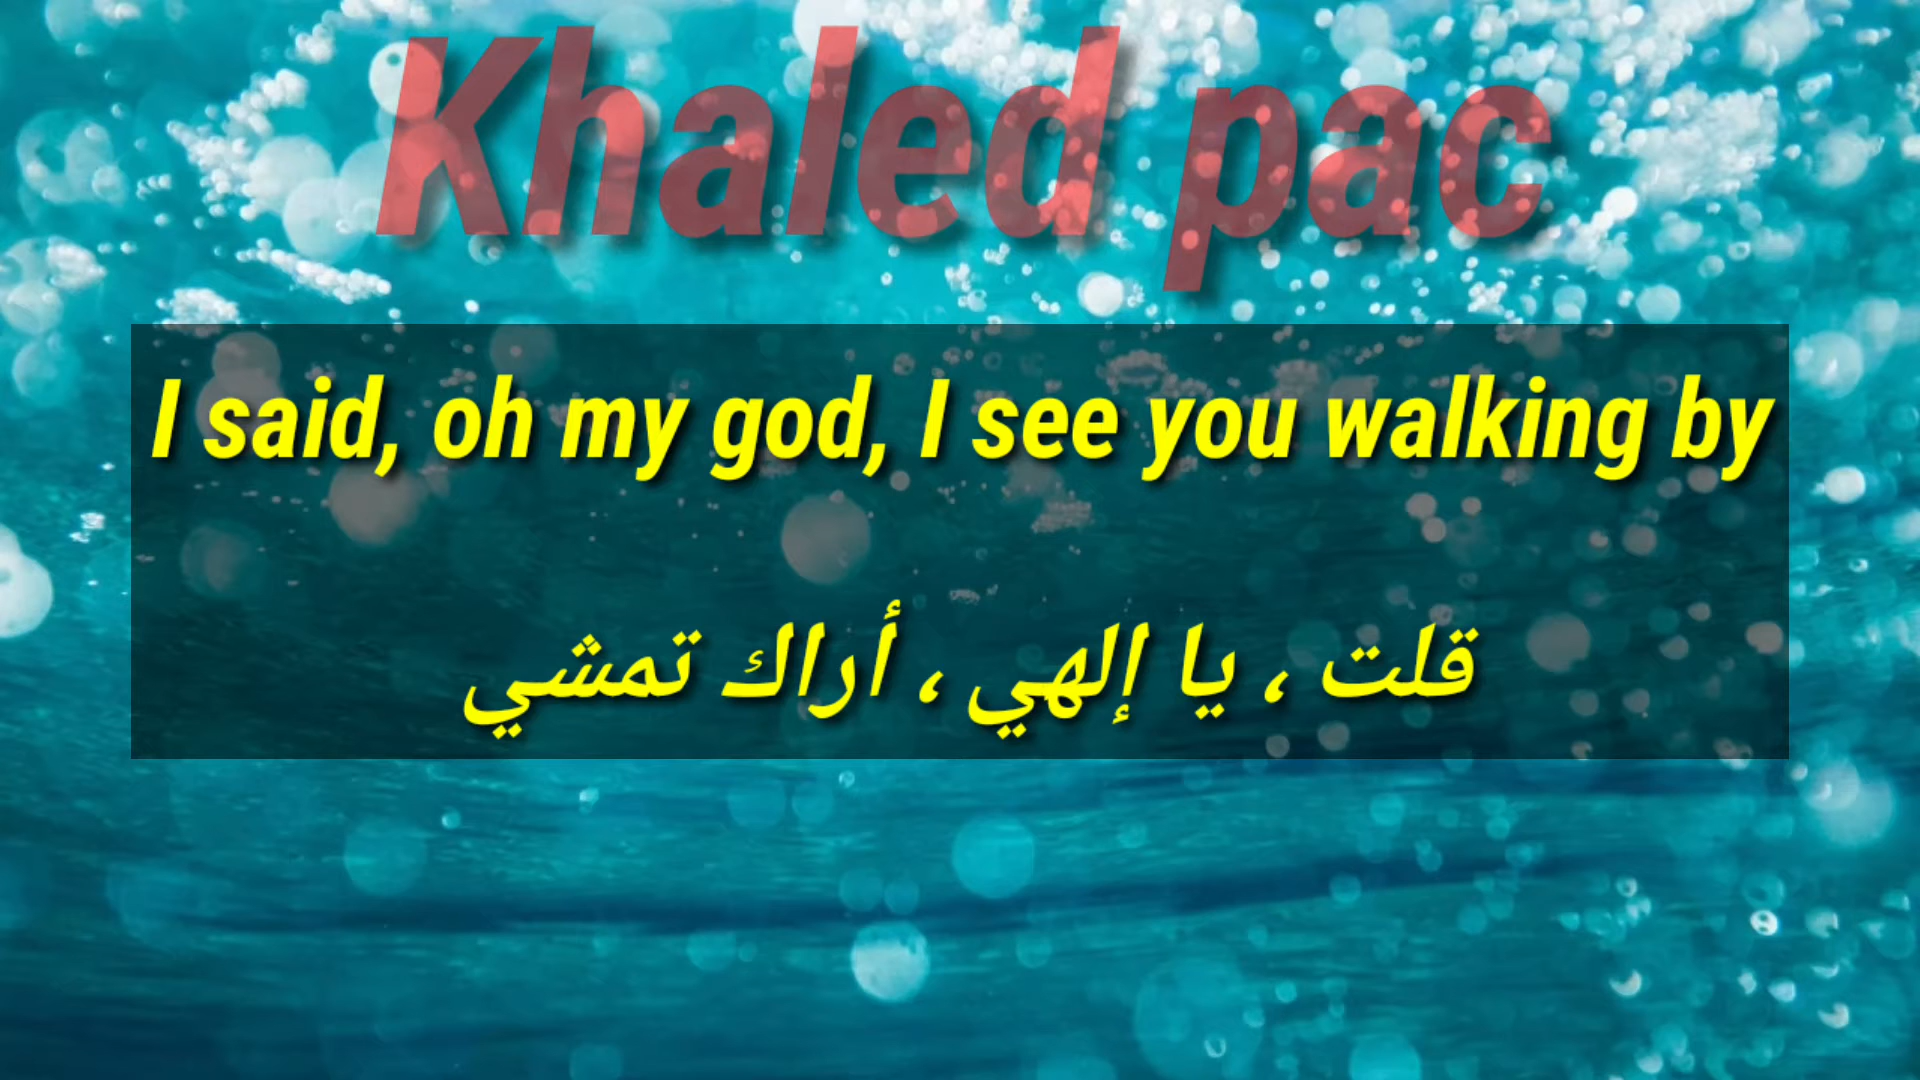 Khaled pac
I said, oh my god, I see you walking by
قلت ، يا إلهي ، أراك تمشي